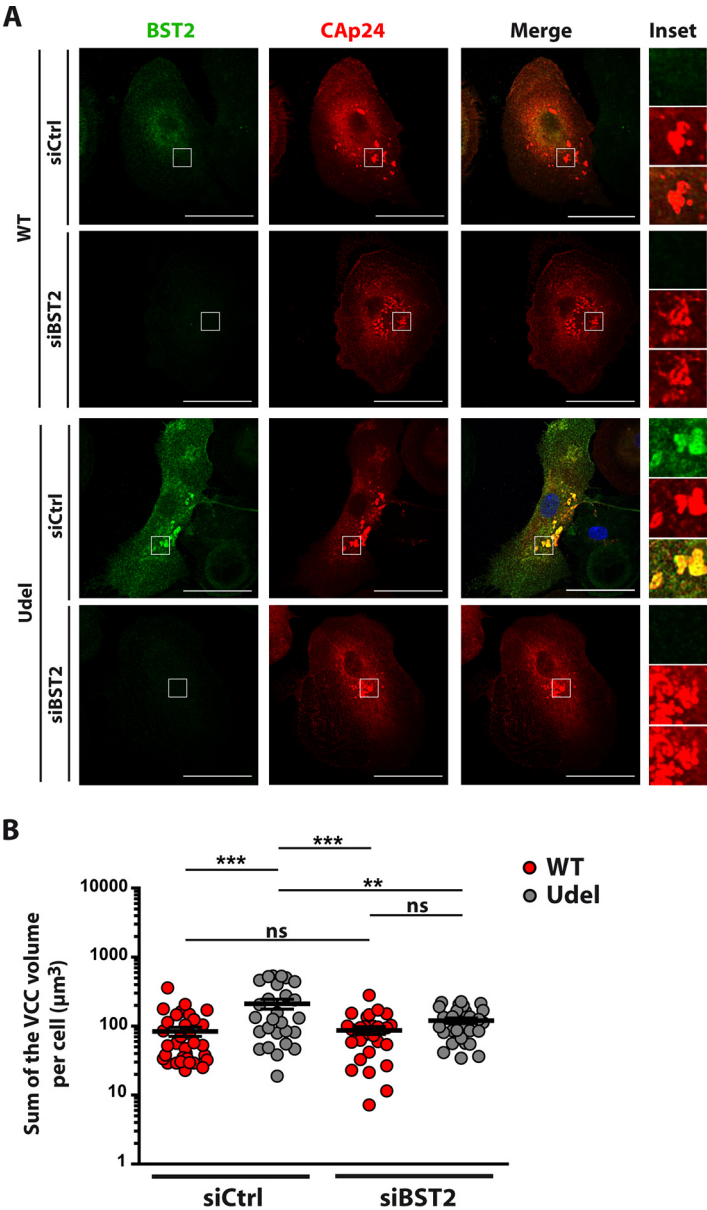 A
BST2 CAp24 Merge Inset
WT
siCtrl
siBST2
Udel
siCtrl
siBST2
B
***
***
**
ns
ns
WT
Udel
Sum of the VCC volume
per cell (µm3)
10000
1000
100
10
1
siCtrl siBST2